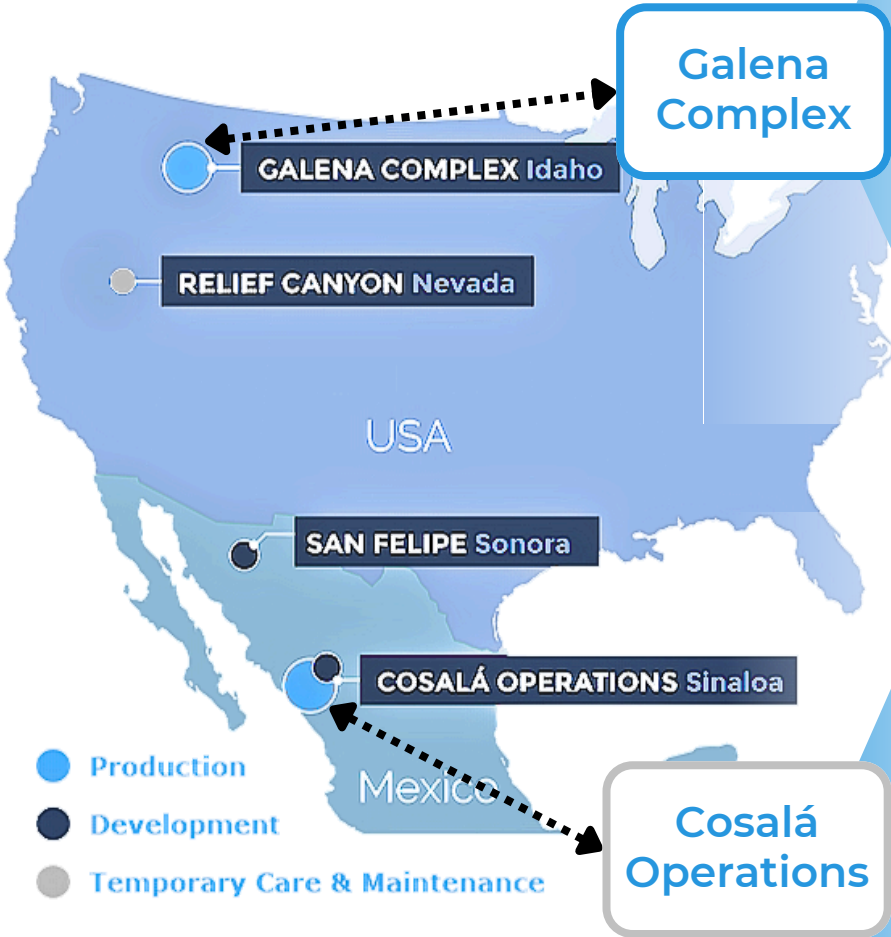 Galena
Complex
GALENA COMPLEX Idaho
RELIEF CANYON Nevada
USA
SAN FELIPE Sonora
COSALÁ OPERATIONS Sinaloa
Production
Mexico
Development
Temporary Care & Maintenance
Cosalá
Operations